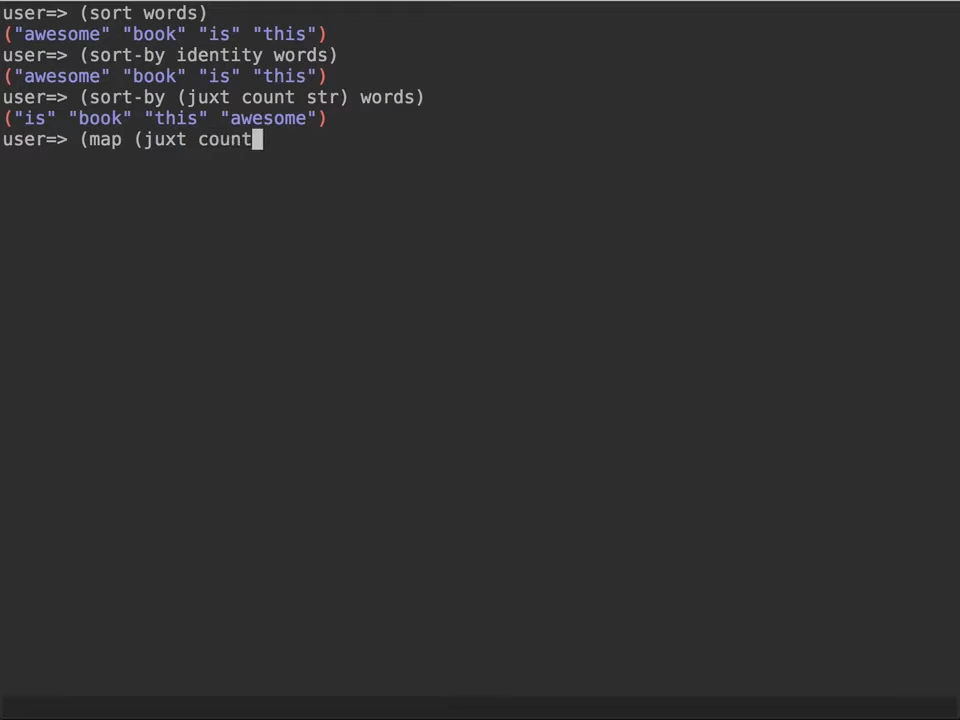 user=> (sort words)
("awesome" "book" "is" "this")
user=> (sort-by identity words)
("awesome" "book" "is" "this")
user=> (sort-by (juxt count str) words)
("is" "book" "this" "awesome")
user=> (map (juxt count